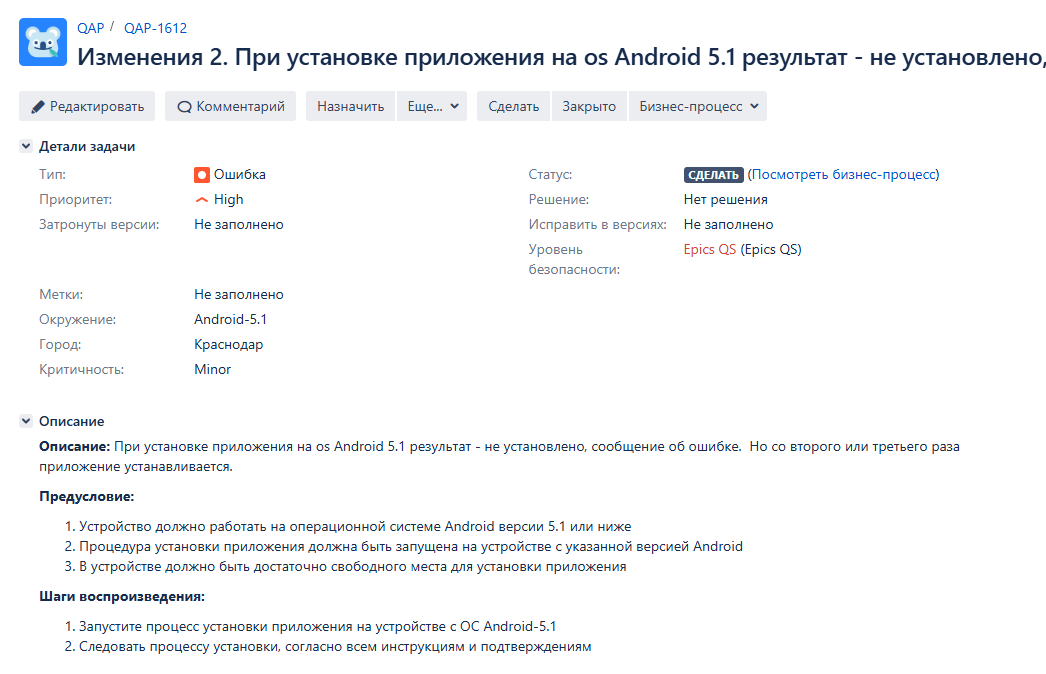 QAP / QAP-1612
Изменения 2. При установке приложения на os Android 5.1 результат - не установлено,
Редактировать Комментарий Назначить Еще... Сделать Закрыто Бизнес-процесс
Детали задачи
Тип: Ошибка Статус: СДЕЛАТЬ (Посмотреть бизнес-процесс)
Приоритет: High Решение: Нет решения
Затронуты версии: Не заполнено Исправить в версиях: Не заполнено
Уровень Epics QS (Epics QS)
безопасности:
Метки: Не заполнено
Окружение: Android-5.1
Город: Краснодар
Критичность: Minor
Описание
Описание: При установке приложения на os Android 5.1 результат - не установлено, сообщение об ошибке. Но со второго или третьего раза
приложение устанавливается.
Предусловие:
1. Устройство должно работать на операционной системе Android версии 5.1 или ниже
2. Процедура установки приложения должна быть запущена на устройстве с указанной версией Android
3. В устройстве должно быть достаточно свободного места для установки приложения
Шаги воспроизведения:
1. Запустите процесс установки приложения на устройстве с ОС Android-5.1
2. Следовать процессу установки, согласно всем инструкциям и подтверждениям